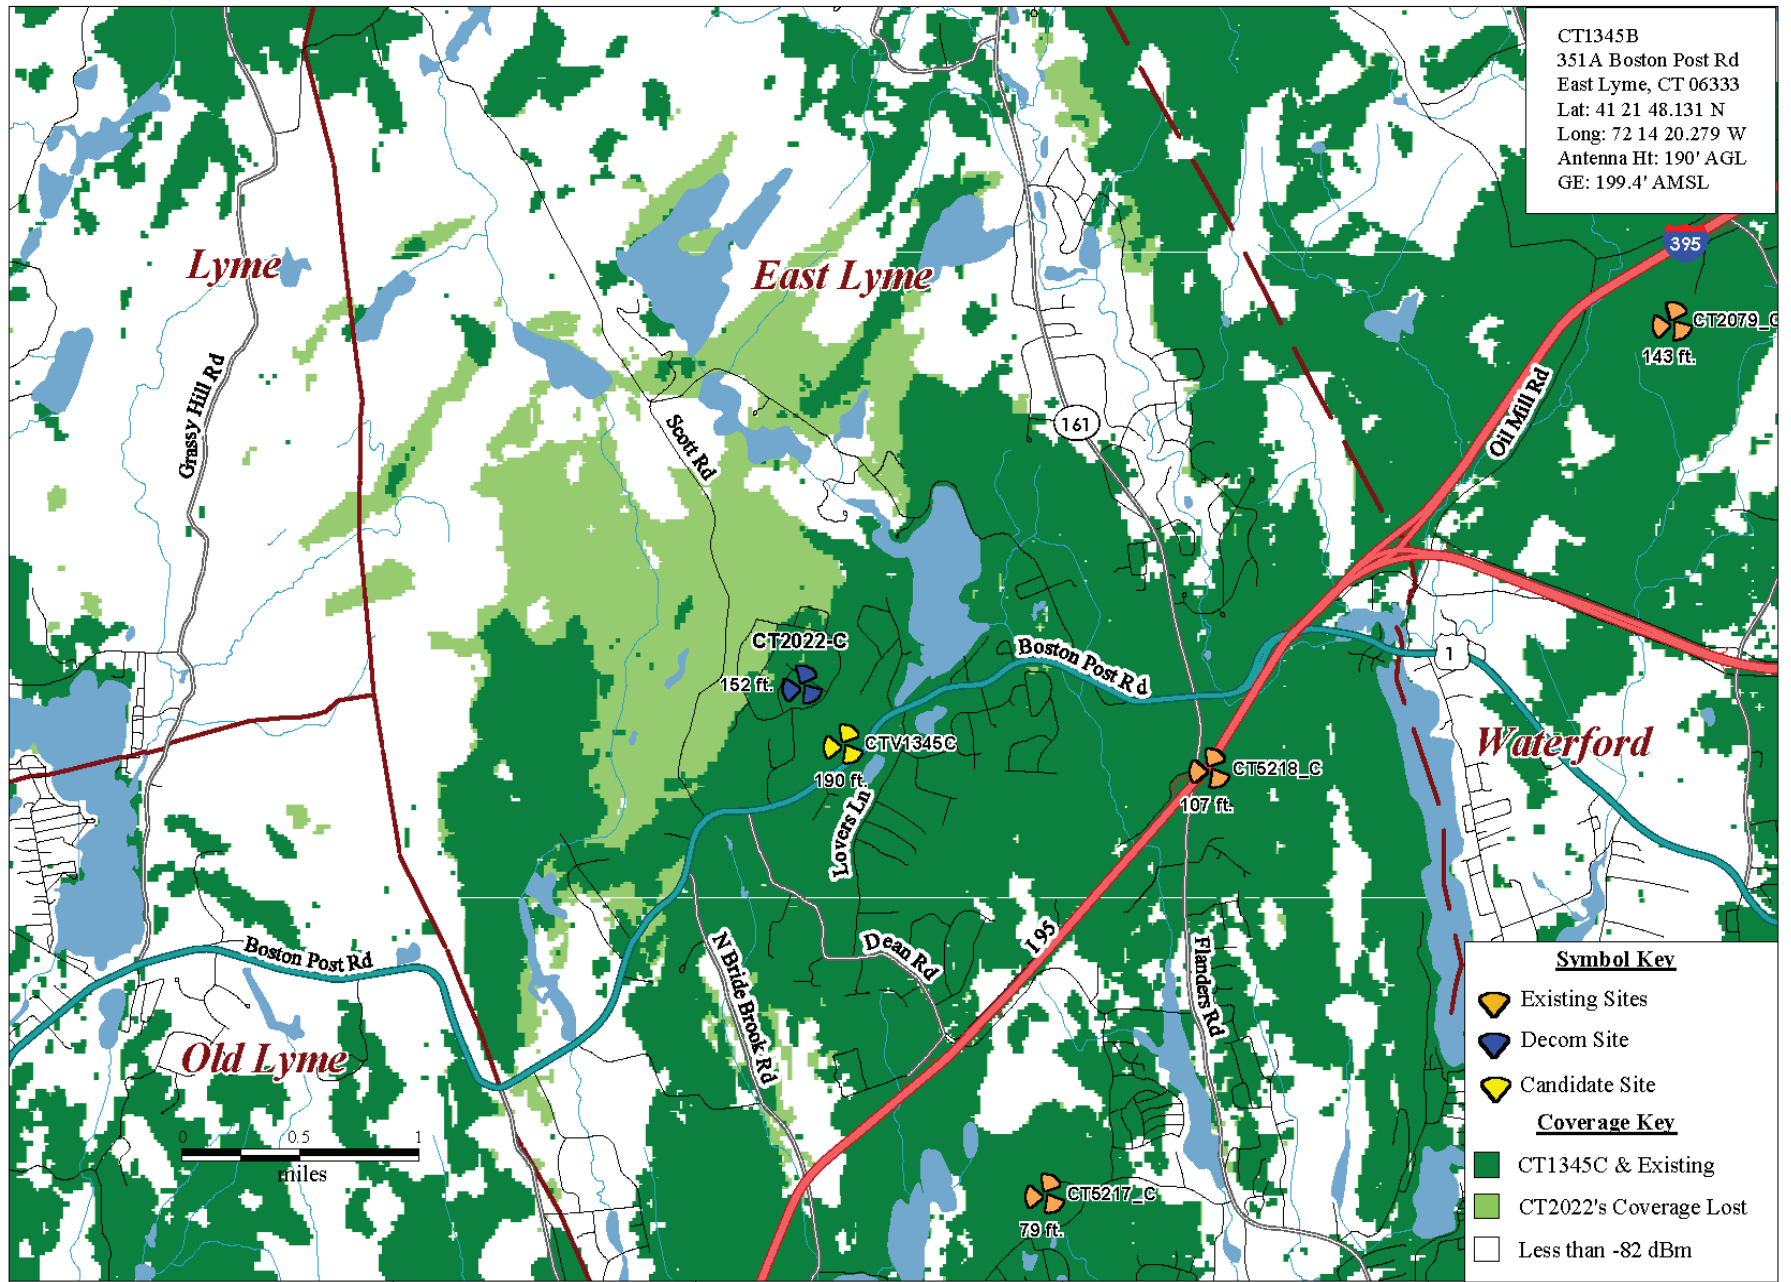 CT1345B
351A Boston Post Rd
East Lyme, CT 06333
Lat: 41 21 48.131 N
Long: 72 14 20.279 W
Antenna Ht: 190' AGL
GE: 199.4' AMSL
395
Lyme
East Lyme
CT2079_C
143 ft.
Grassy Hill Rd
Oil Mill Rd
161
Scott Rd
CT2022-C
152 ft.
Boston Post Rd
1
CTV1345C
190 ft.
Waterford
CT5218_C
107 ft.
Lovers Ln
Boston Post Rd
N Bride Brook Rd
Dean Rd
I 95
Flanders Rd
Old Lyme
0 0.5 1
miles
CT5217_C
79 ft.
Symbol Key
Existing Sites
Decom Site
Candidate Site
Coverage Key
CT1345C & Existing
CT2022's Coverage Lost
Less than -82 dBm